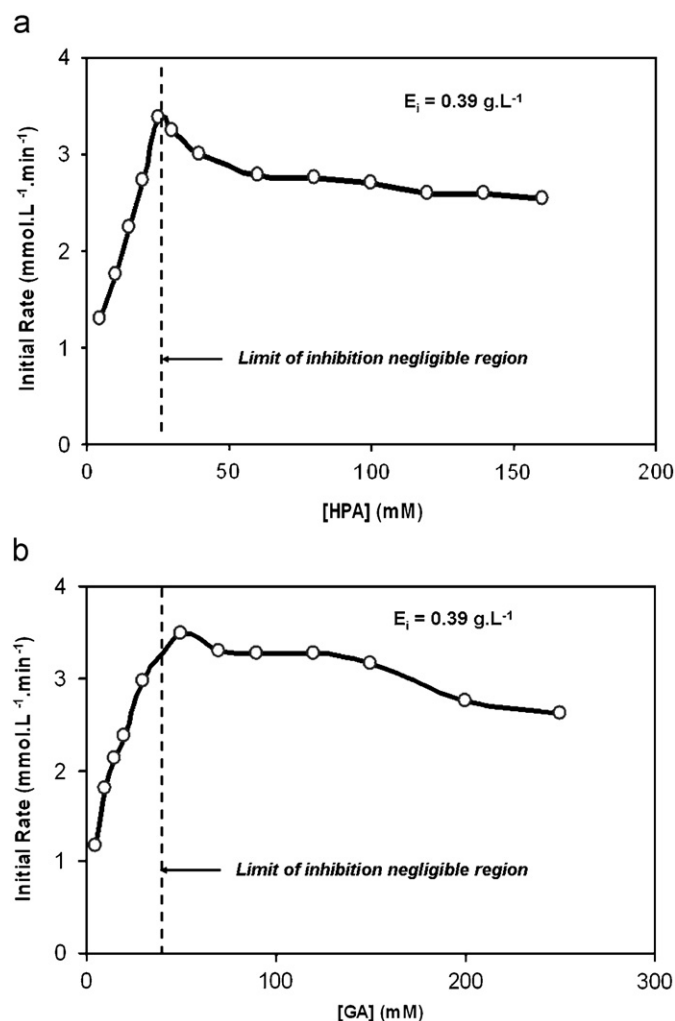 a
4
3
2
1
0
0
50
100
150
200
Initial Rate (mmol.L⁻¹.min⁻¹)
Eᵢ = 0.39 g.L⁻¹
Limit of inhibition negligible region
[HPA] (mM)
b
4
3
2
1
0
0
100
200
300
Initial Rate (mmol.L⁻¹.min⁻¹)
Eᵢ = 0.39 g.L⁻¹
Limit of inhibition negligible region
[GA] (mM)